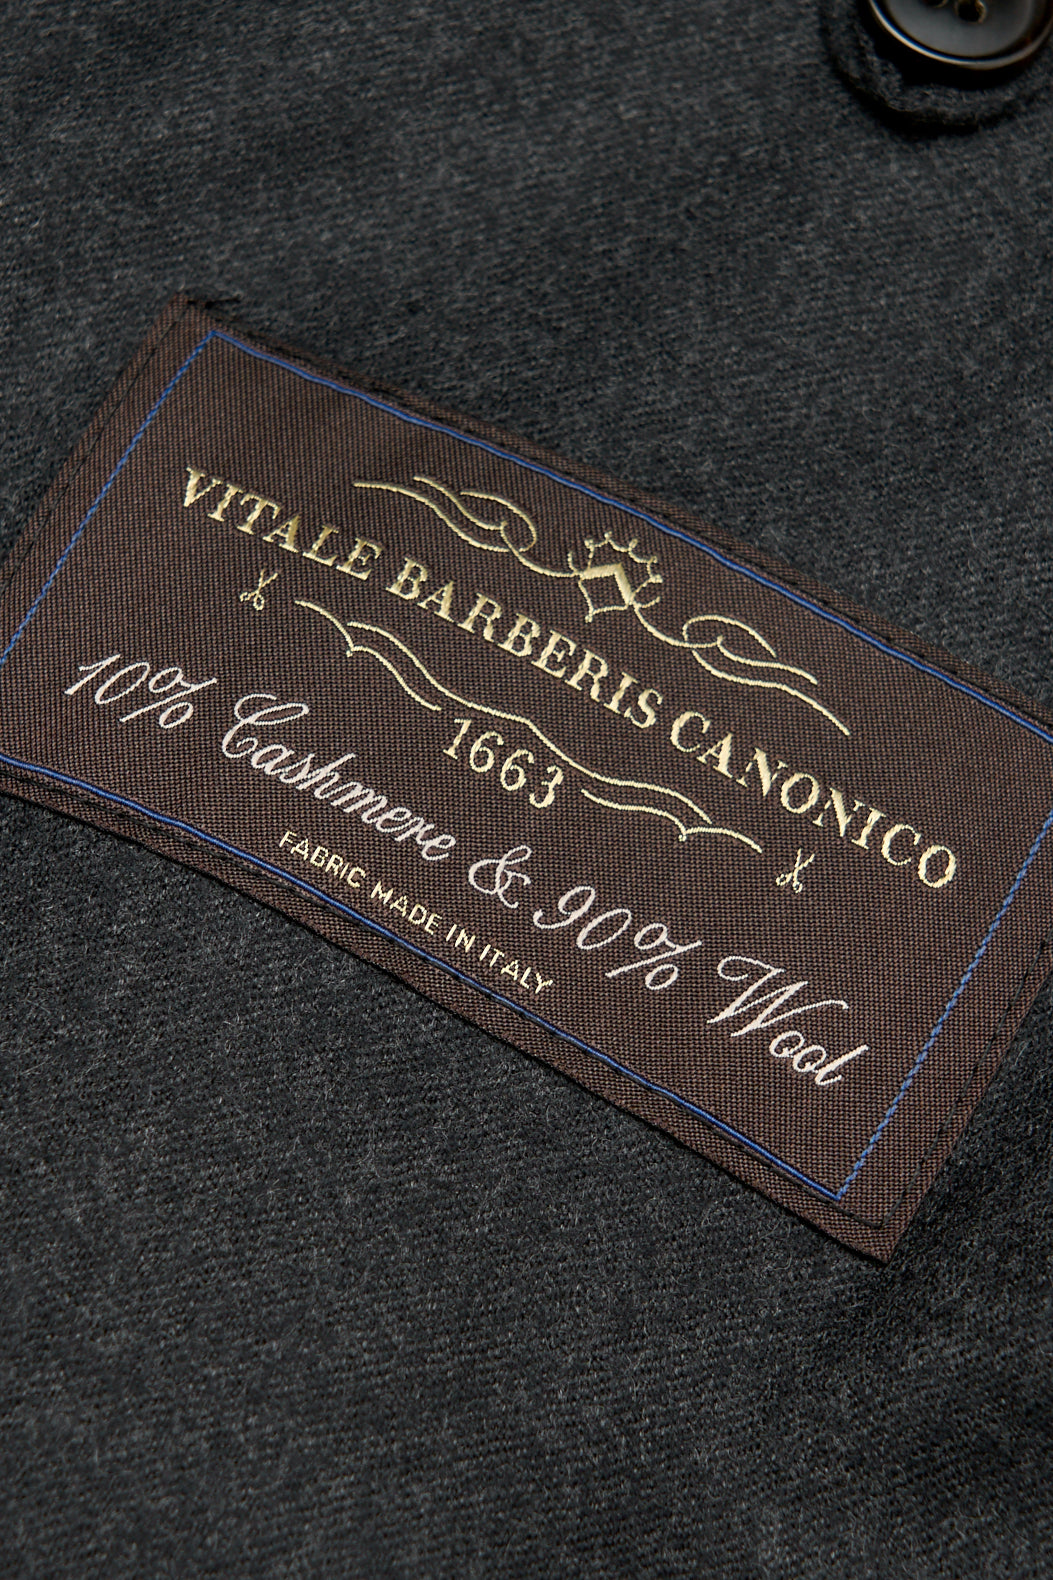 VITALE BARBERIS CANONICO
1663
10% Cashmere & 90% Wool
FABRIC MADE IN ITALY